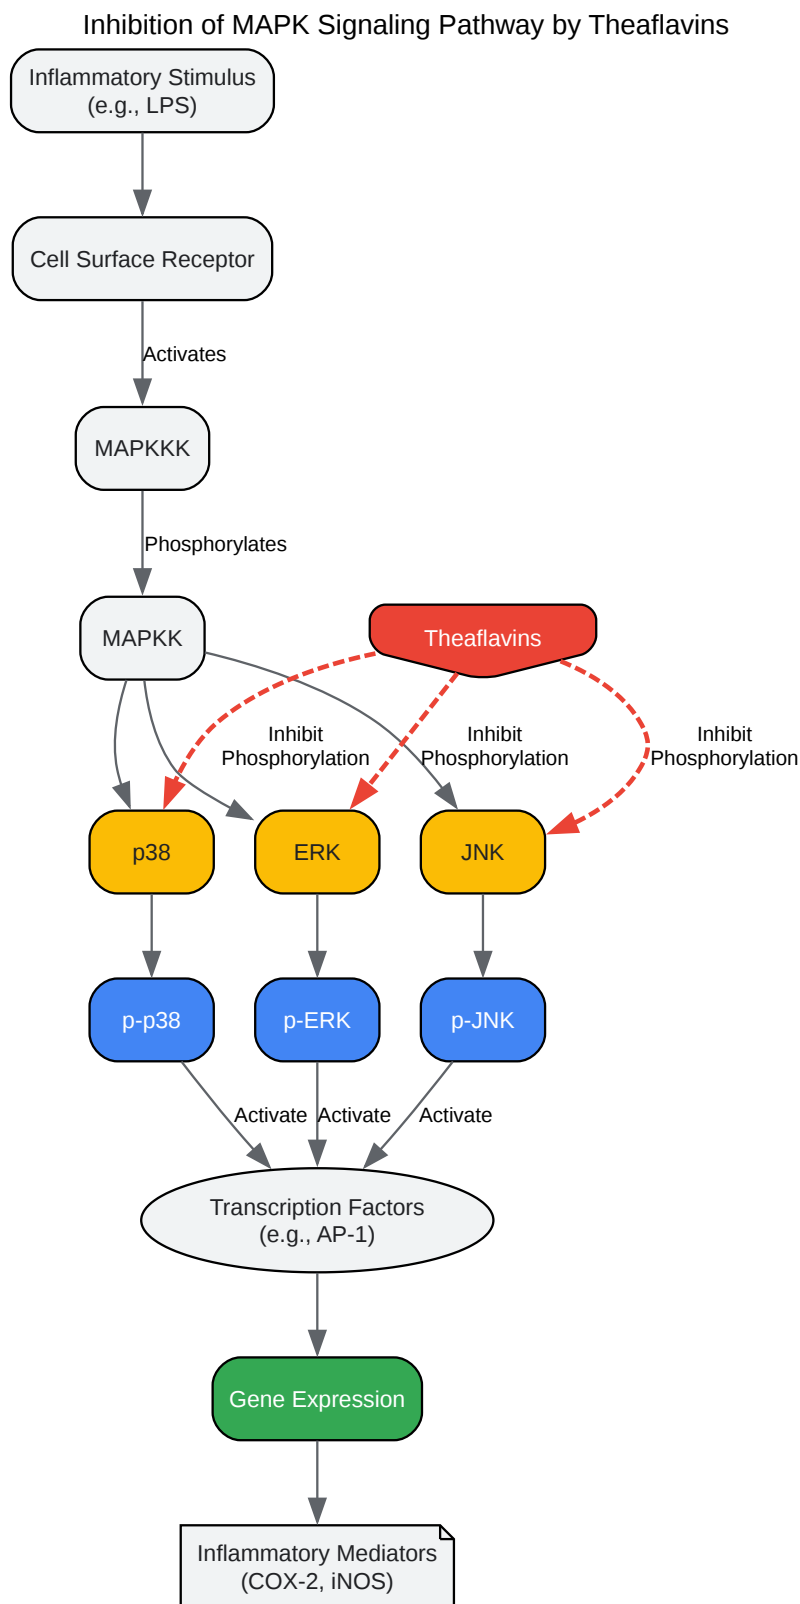 Inhibition of MAPK Signaling Pathway by Theaflavins
Inflammatory Stimulus
(e.g., LPS)
Cell Surface Receptor
Activates
MAPKKK
Phosphorylates
MAPKK
Theaflavins
Inhibit
Phosphorylation
Inhibit
Phosphorylation
Inhibit
Phosphorylation
p38
ERK
JNK
p-p38
p-ERK
p-JNK
Activate
Activate
Activate
Transcription Factors
(e.g., AP-1)
Gene Expression
Inflammatory Mediators
(COX-2, iNOS)